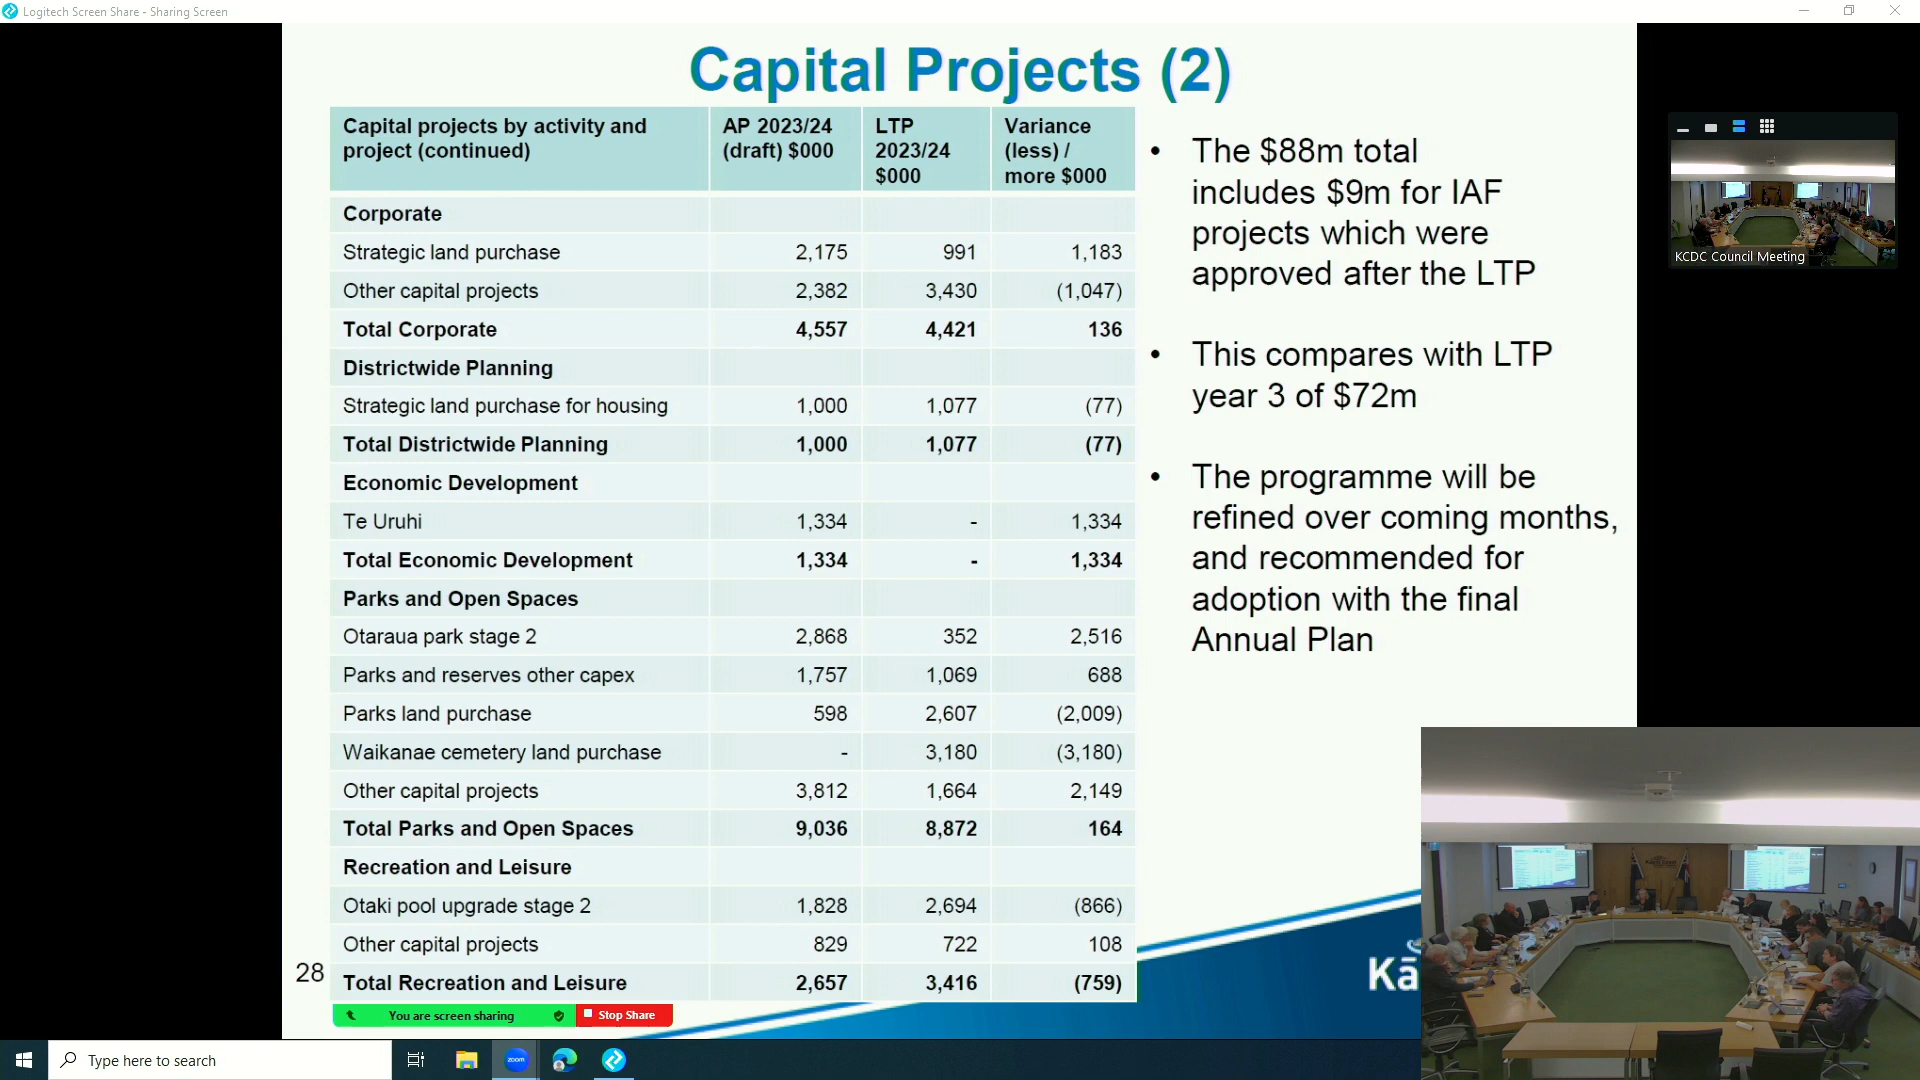 Logitech Screen Share - Sharing Screen
Capital Projects (2)
Capital projects by activity and project (continued) AP 2023/24 (draft) $000 LTP 2023/24 $000 Variance (less) / more $000
Corporate
Strategic land purchase 2,175 991 1,183
Other capital projects 2,382 3,430 (1,047)
Total Corporate 4,557 4,421 136
Districtwide Planning
Strategic land purchase for housing 1,000 1,077 (77)
Total Districtwide Planning 1,000 1,077 (77)
Economic Development
Te Uruhi 1,334 - 1,334
Total Economic Development 1,334 - 1,334
Parks and Open Spaces
Otaraua park stage 2 2,868 352 2,516
Parks and reserves other capex 1,757 1,069 688
Parks land purchase 598 2,607 (2,009)
Waikanae cemetery land purchase - 3,180 (3,180)
Other capital projects 3,812 1,664 2,149
Total Parks and Open Spaces 9,036 8,872 164
Recreation and Leisure
Otaki pool upgrade stage 2 1,828 2,694 (866)
Other capital projects 829 722 108
Total Recreation and Leisure 2,657 3,416 (759)
• The $88m total
includes $9m for IAF
projects which were
approved after the LTP
• This compares with LTP
year 3 of $72m
• The programme will be
refined over coming months,
and recommended for
adoption with the final
Annual Plan
28
Kā
KCDC Council Meeting
You are screen sharing
Stop Share
Type here to search
zoom